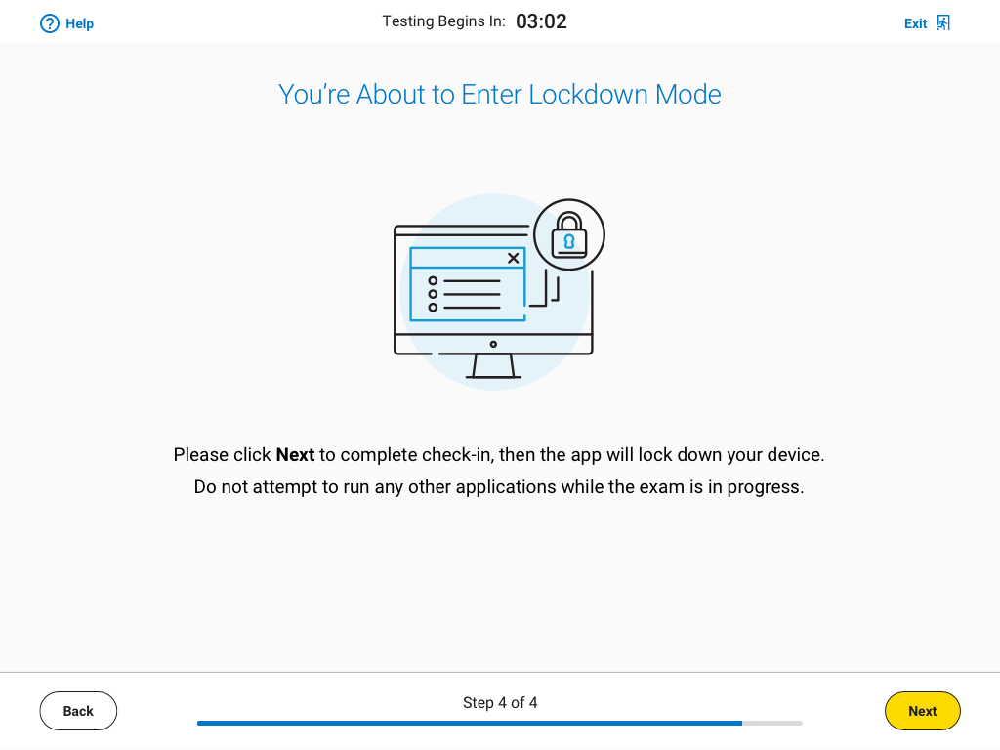 Help
Testing Begins In: 03:02
Exit
You’re About to Enter Lockdown Mode
Please click Next to complete check-in, then the app will lock down your device.
Do not attempt to run any other applications while the exam is in progress.
Back
Step 4 of 4
Next